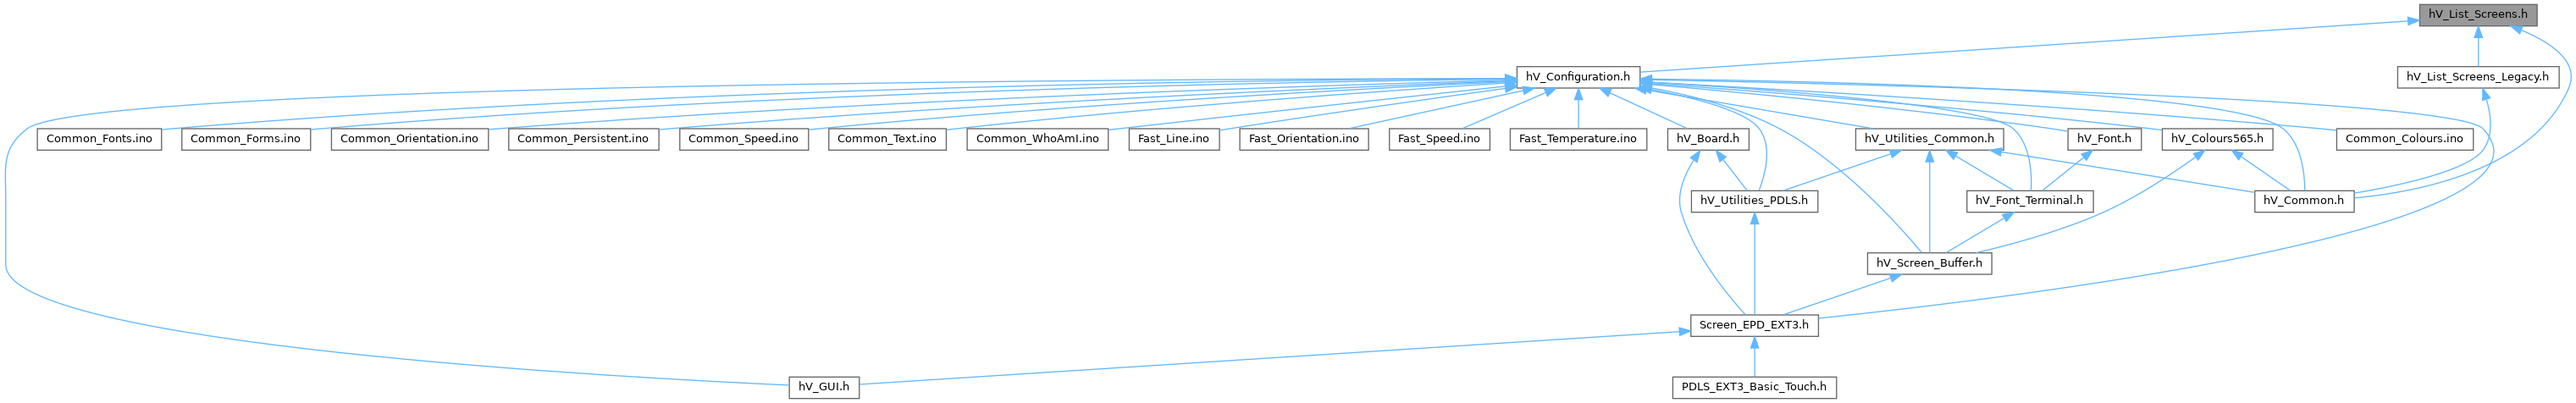 hV_List_Screens.h
hV_Configuration.h
hV_List_Screens_Legacy.h
Common_Fonts.ino
Common_Forms.ino
Common_Orientation.ino
Common_Persistent.ino
Common_Speed.ino
Common_Text.ino
Common_WhoAmI.ino
Fast_Line.ino
Fast_Orientation.ino
Fast_Speed.ino
Fast_Temperature.ino
hV_Board.h
hV_Utilities_Common.h
hV_Font.h
hV_Colours565.h
Common_Colours.ino
hV_Utilities_PDLS.h
hV_Font_Terminal.h
hV_Common.h
hV_Screen_Buffer.h
Screen_EPD_EXT3.h
hV_GUI.h
PDLS_EXT3_Basic_Touch.h